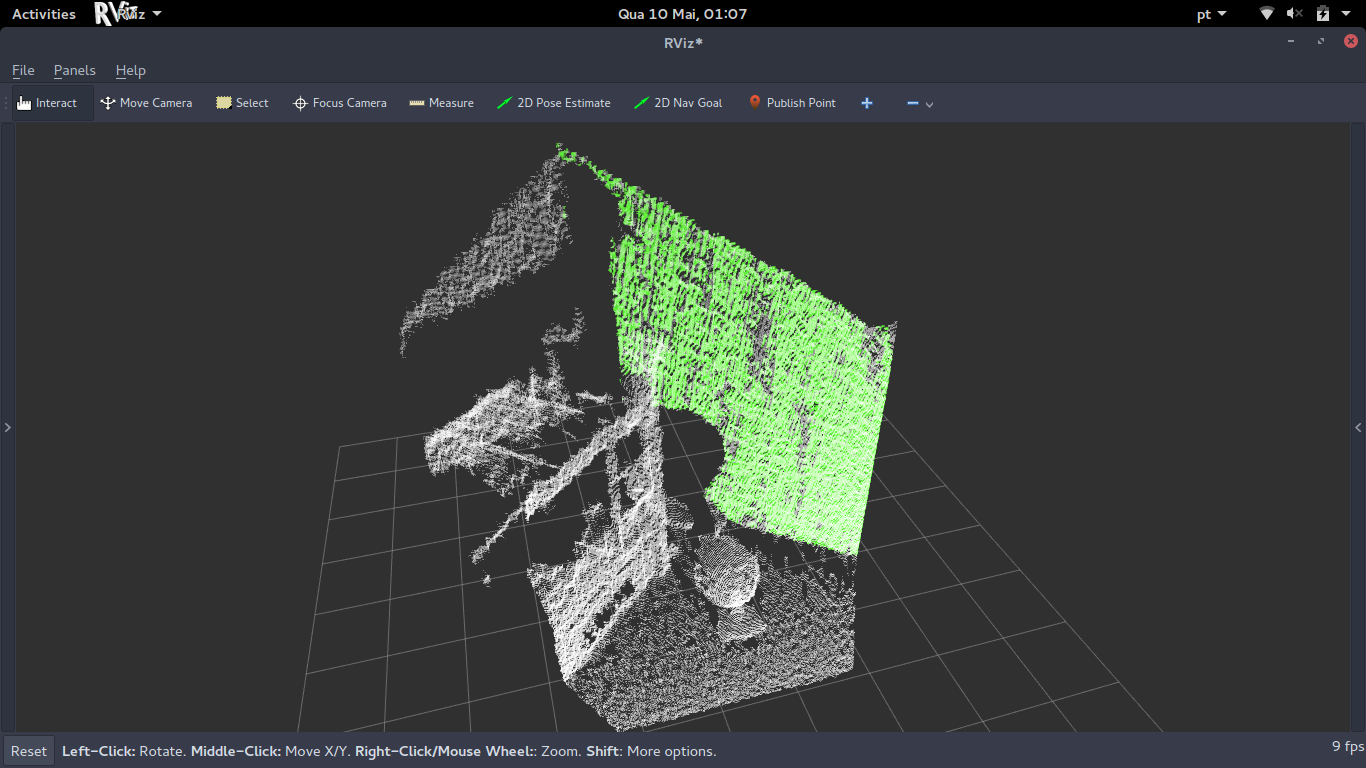 Activities RViz Qua 10 Mai, 01:07 pt
RViz*
File Panels Help
Interact Move Camera Select Focus Camera Measure 2D Pose Estimate 2D Nav Goal Publish Point
Reset Left-Click: Rotate. Middle-Click: Move X/Y. Right-Click/Mouse Wheel:: Zoom. Shift: More options. 9 fps